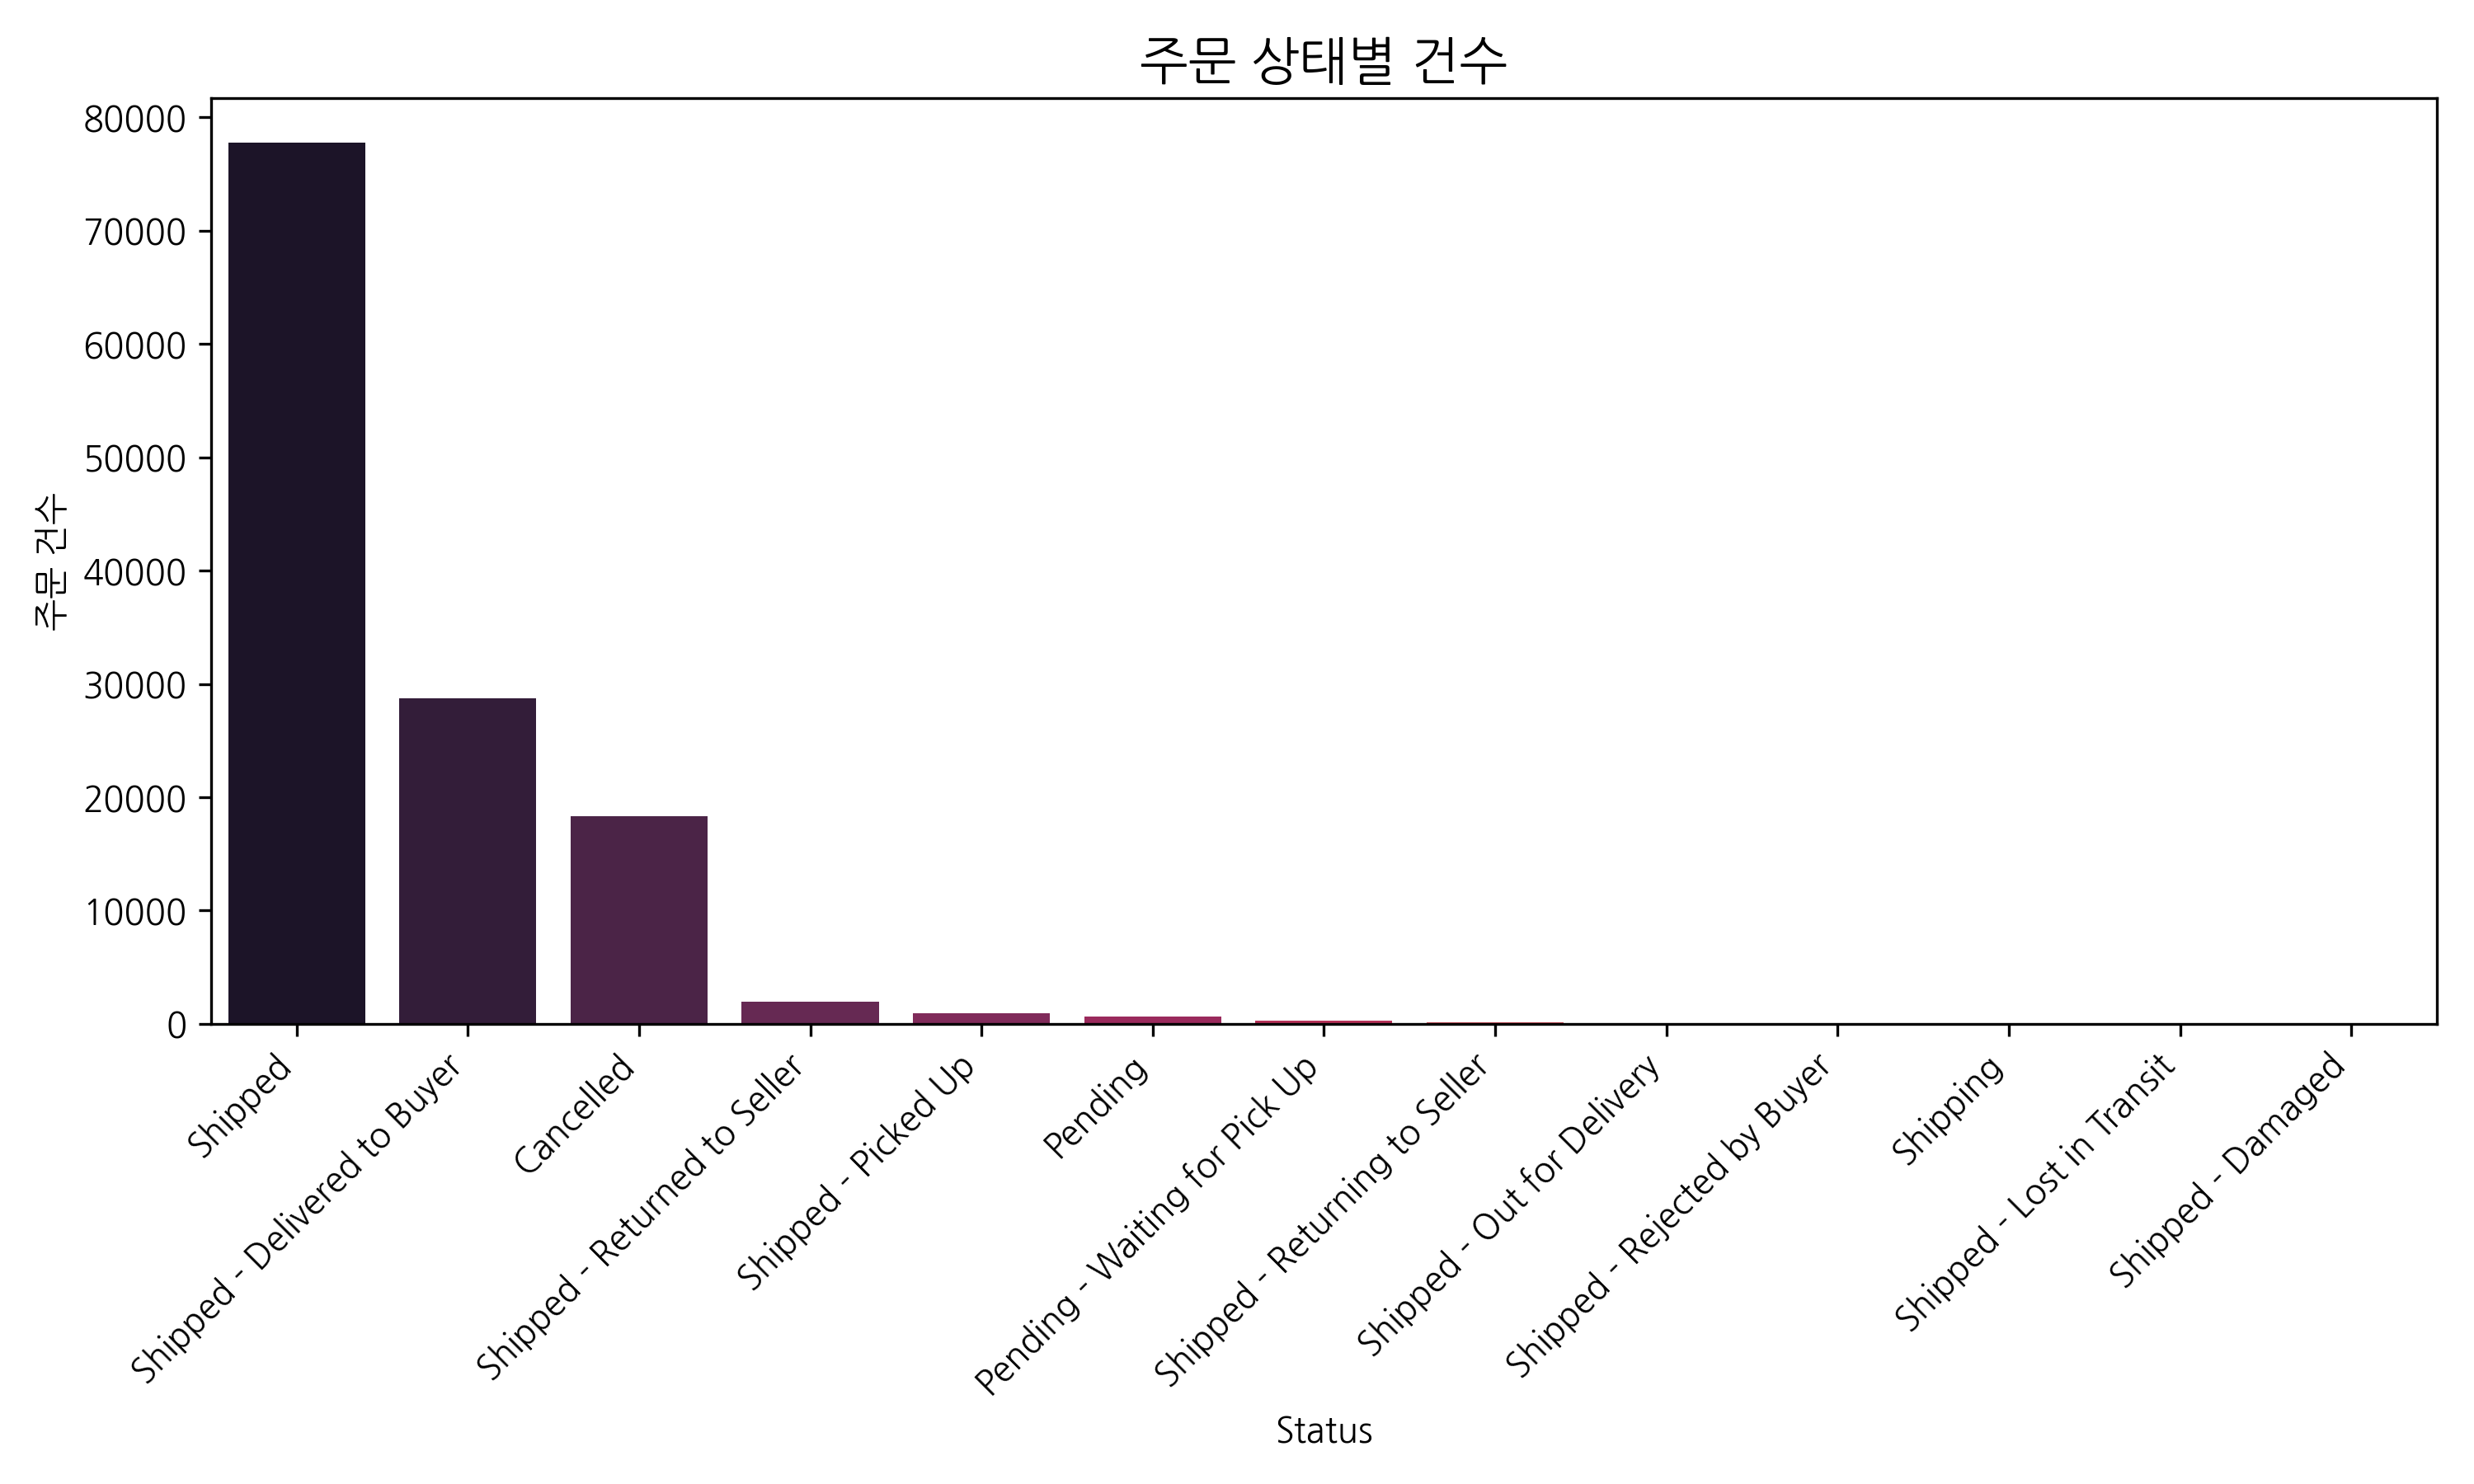 주문 상태별 건수
주문 건수
80000
70000
60000
50000
40000
30000
20000
10000
0
Shipped
Shipped - Delivered to Buyer
Cancelled
Shipped - Returned to Seller
Shipped - Picked Up
Pending
Pending - Waiting for Pick Up
Shipped - Returning to Seller
Shipped - Out for Delivery
Shipped - Rejected by Buyer
Shipping
Shipped - Lost in Transit
Shipped - Damaged
Status